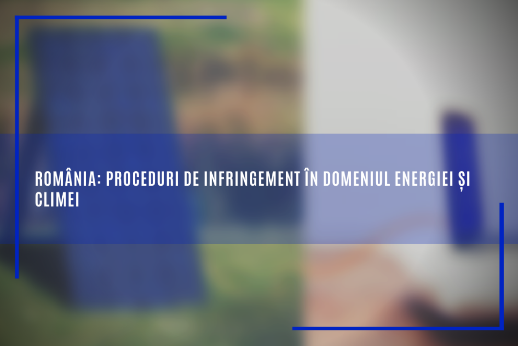 ROMÂNIA: PROCEDURI DE INFRINGEMENT ÎN DOMENIUL ENERGIEI ȘI
CLIMEI